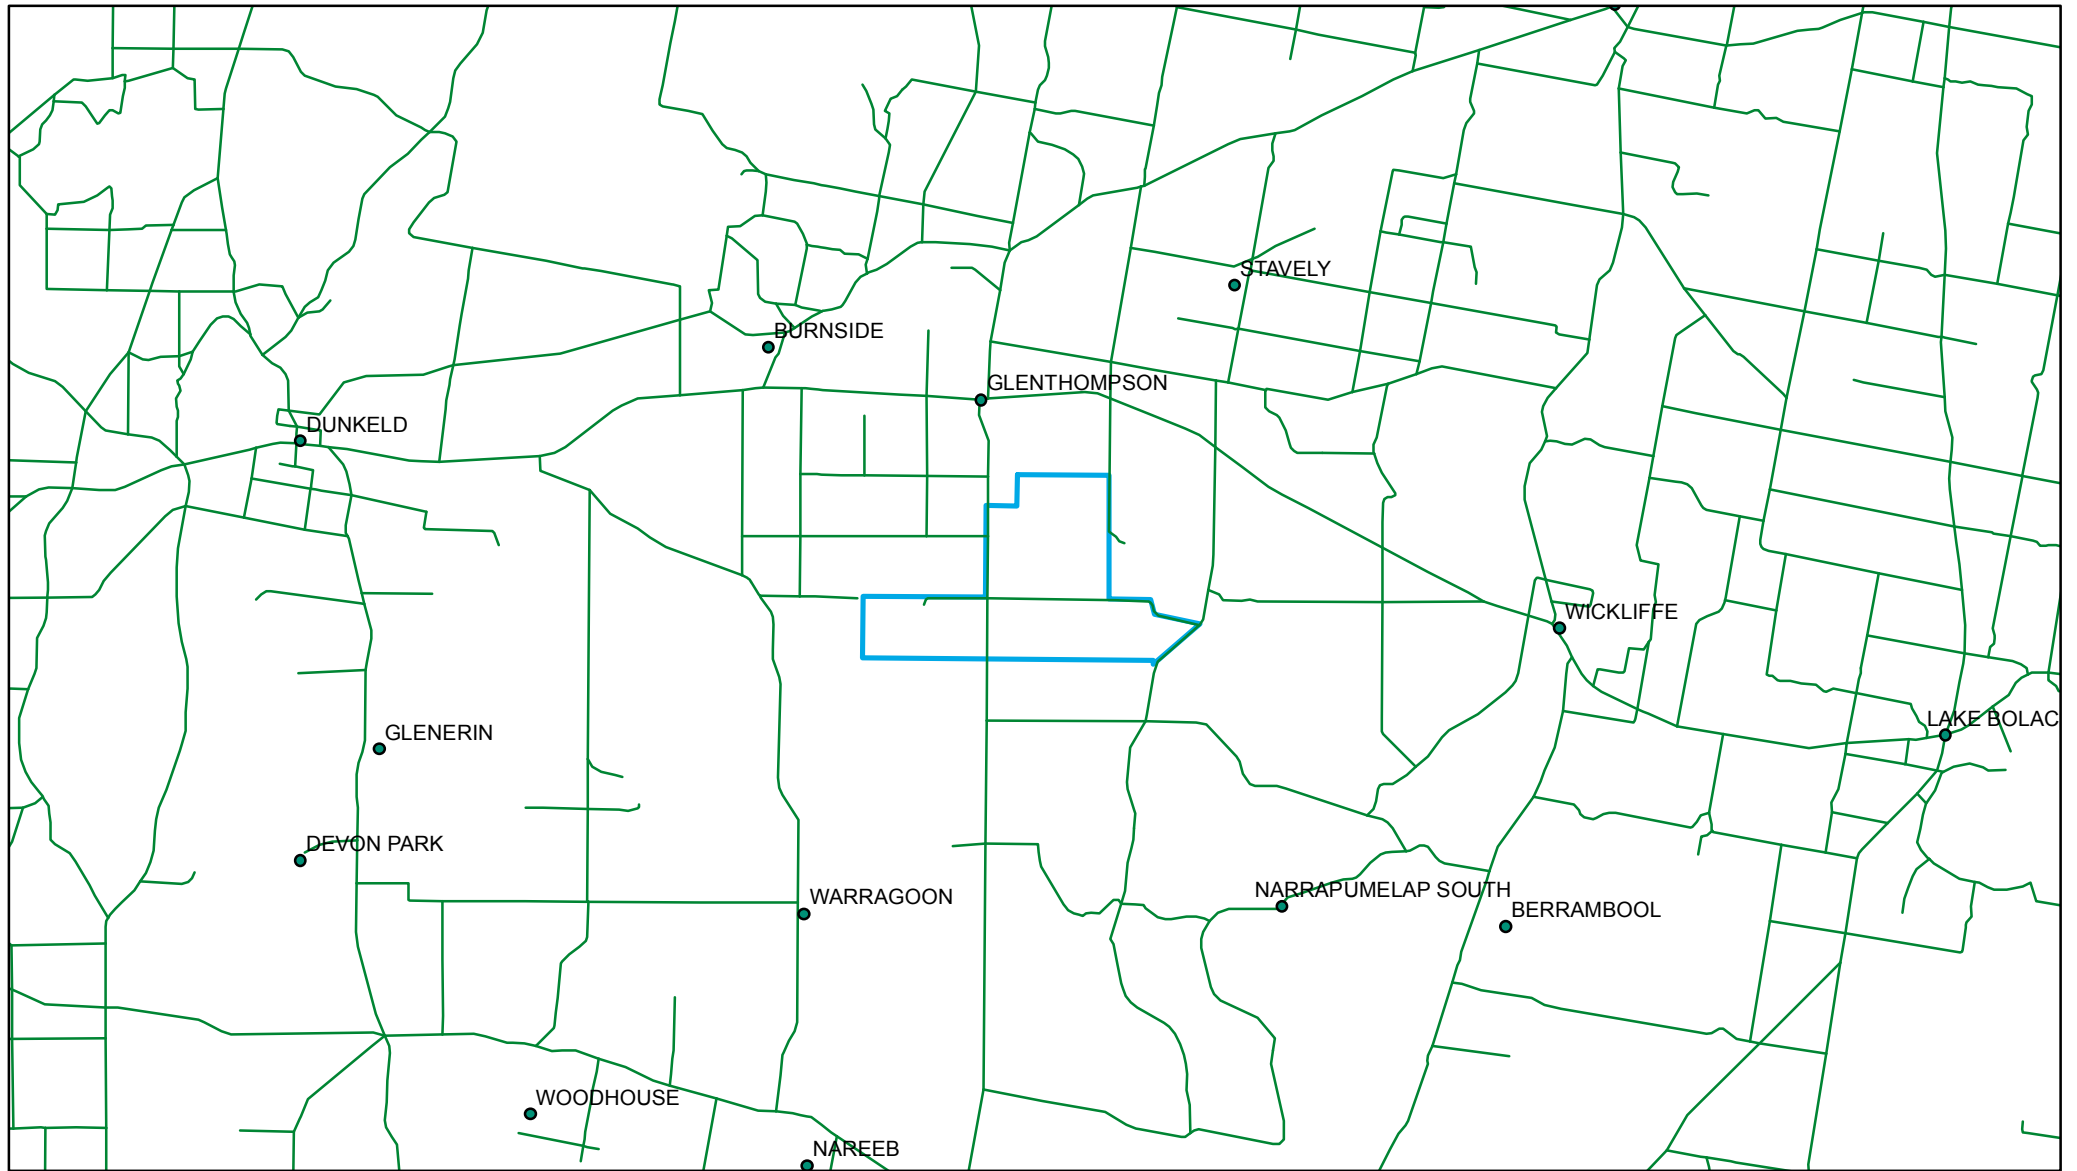 STAVELY
BURNSIDE
GLENTHOMPSON
DUNKELD
WICKLIFFE
LAKE BOLAC
GLENERIN
DEVON PARK
WARRAGOON
NARRAPUMELAP SOUTH
BERRAMBOOL
WOODHOUSE
NAREEB